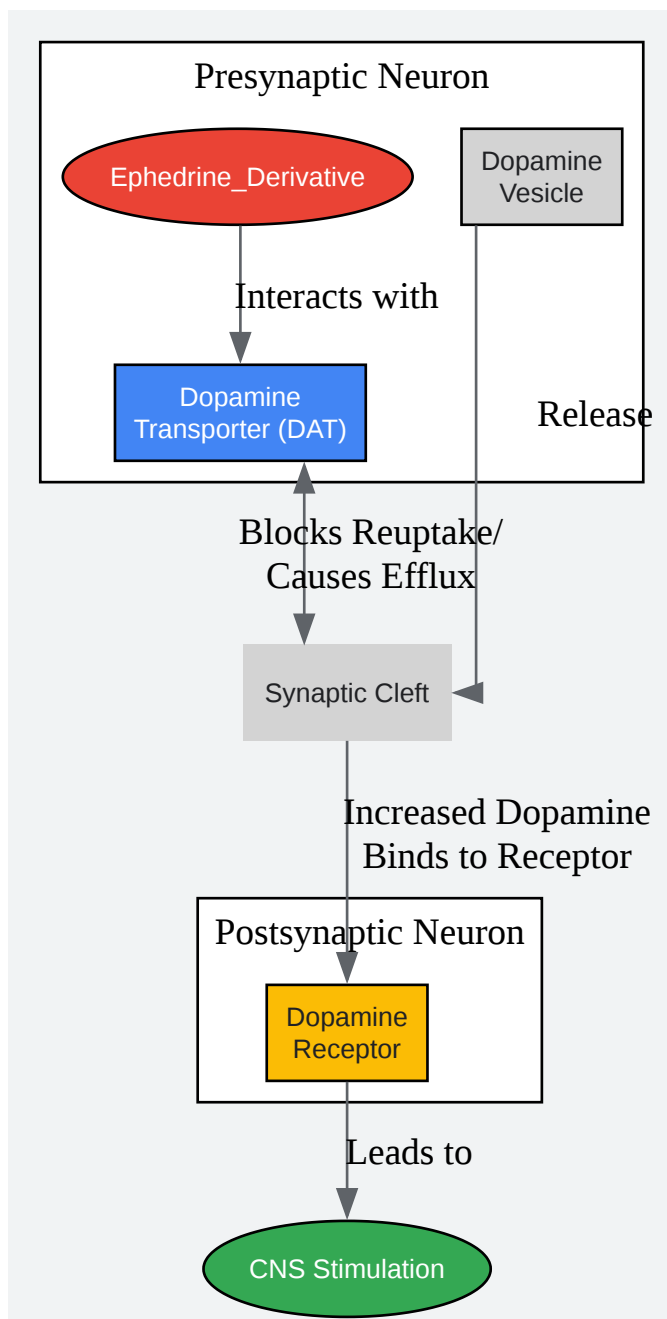 Presynaptic Neuron
Ephedrine_Derivative
Dopamine
Vesicle
Interacts with
Dopamine
Transporter (DAT)
Release
Blocks Reuptake/
Causes Efflux
Synaptic Cleft
Increased Dopamine
Binds to Receptor
Postsynaptic Neuron
Dopamine
Receptor
Leads to
CNS Stimulation